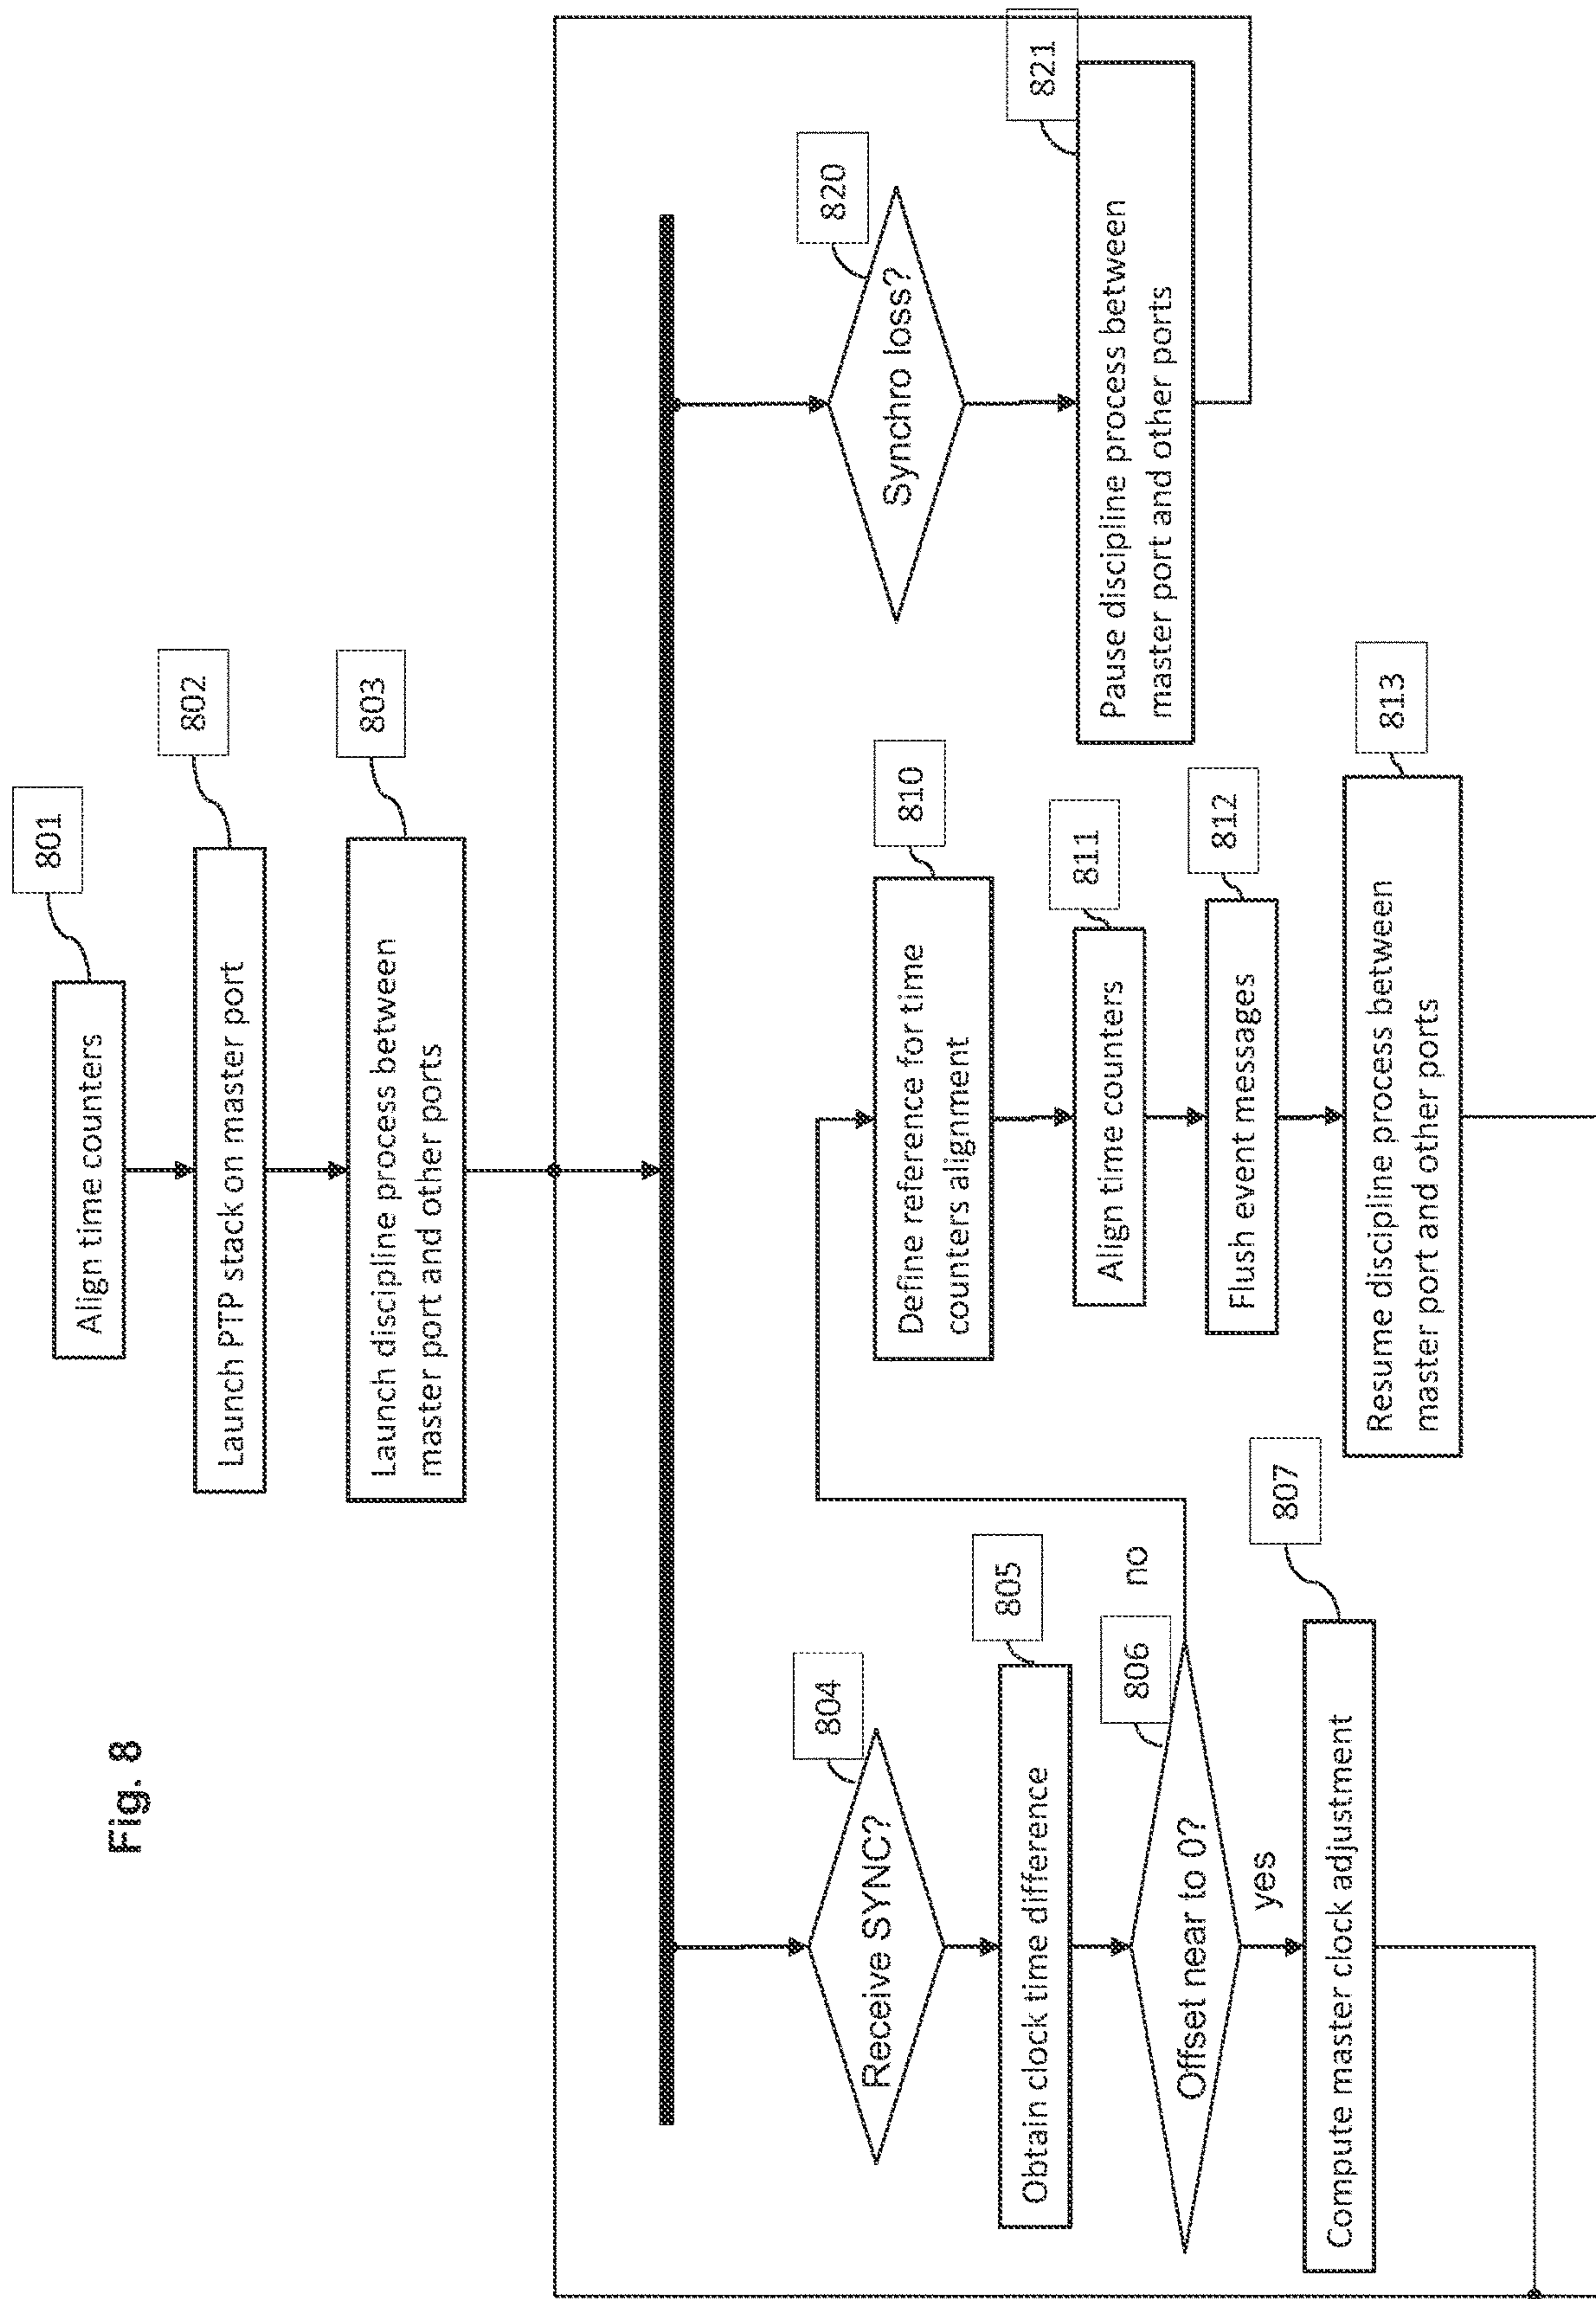 Fig. 8
801
Align time counters
802
Launch PTP stack on master port
803
Launch discipline process between
master port and other ports
804
Receive SYNC?
805
Obtain clock time difference
806
Offset near to 0?
no
yes
807
Compute master clock adjustment
810
Define reference for time
counters alignment
811
Align time counters
812
Flush event messages
813
Resume discipline process between
master port and other ports
820
Synchro loss?
821
Pause discipline process between
master port and other ports